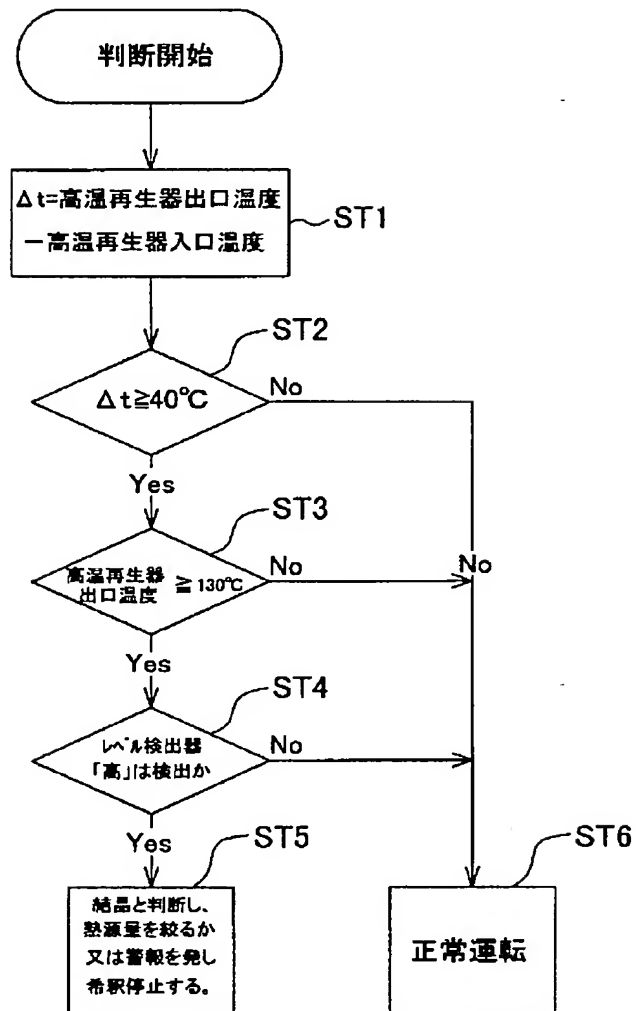 判断開始
Δt=高温再生器出口温度
－高温再生器入口温度
ST1
ST2
Δt≧40℃
No
Yes
ST3
高温再生器
出口温度 ≧ 130℃
No
No
Yes
ST4
レベル検出器
「高」は検出か
No
Yes
ST5
ST6
結晶と判断し、
熱源量を絞るか
又は警報を発し
希釈停止する。
正常運転